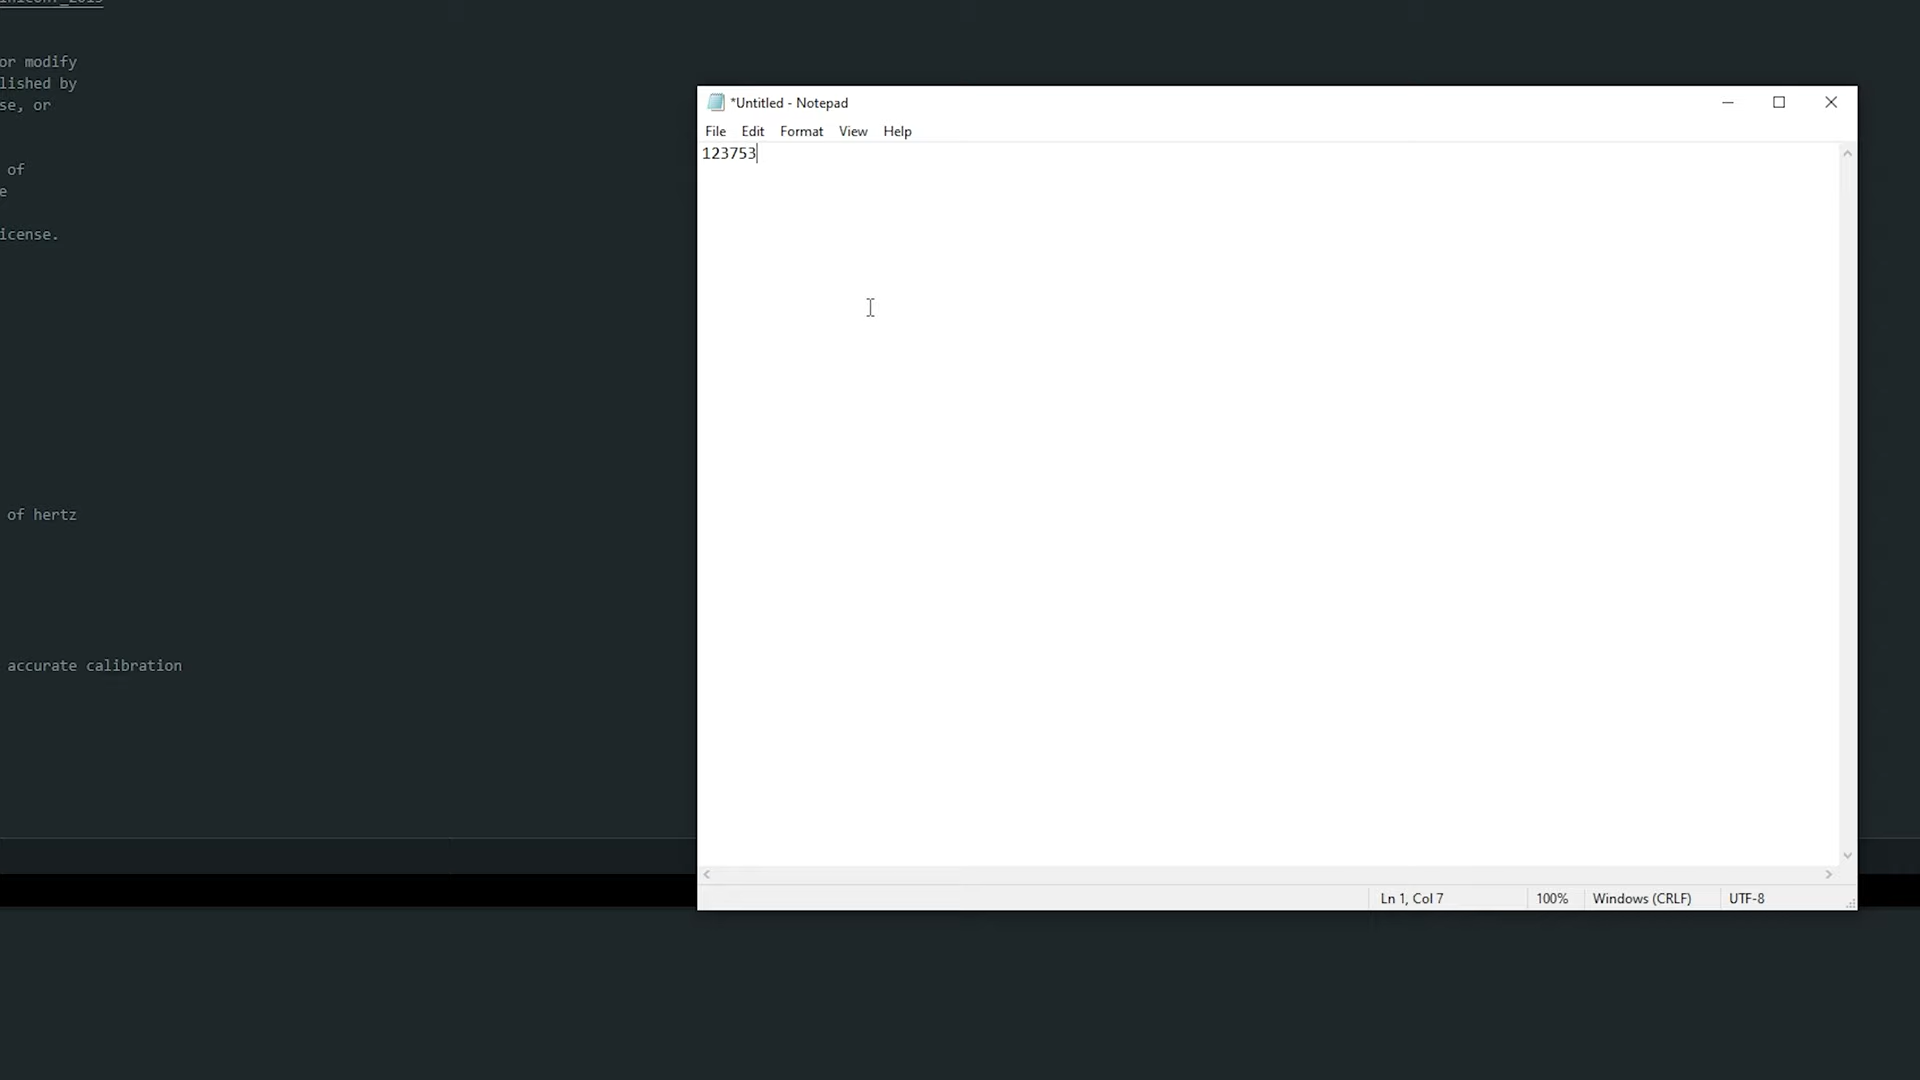 or modify
lished by
se, or
of
e
icense.
of hertz
accurate calibration
*Untitled - Notepad
File Edit Format View Help
123753
Ln 1, Col 7 100% Windows (CRLF) UTF-8